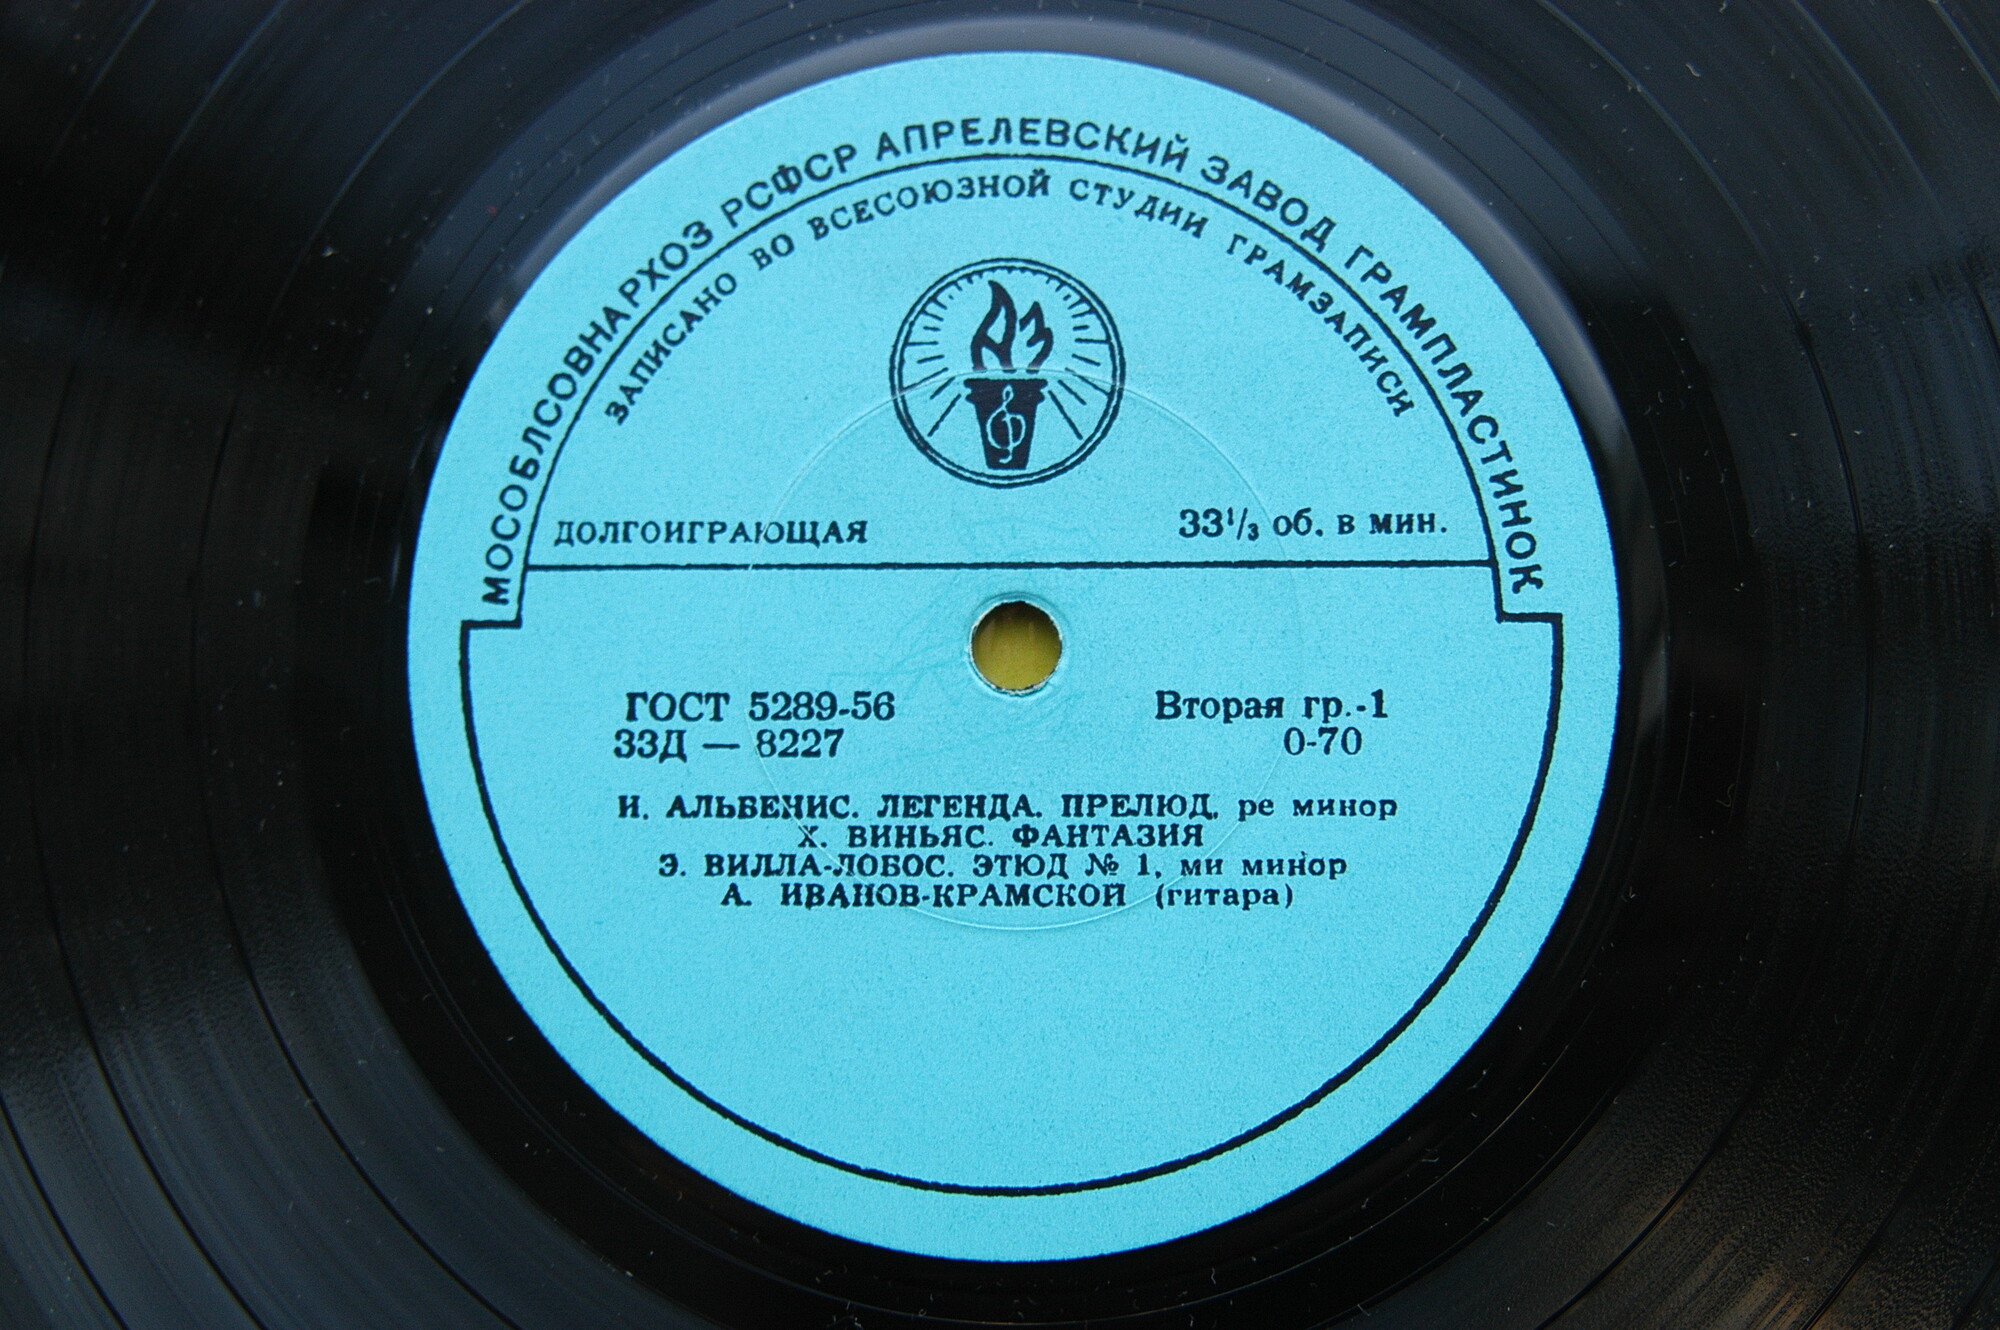 МОСОБЛСОВНАРХОЗ РСФСР АПРЕЛЕВСКИЙ ЗАВОД ГРАМПЛАСТИНОК
ЗАПИСАНО ВО ВСЕСОЮЗНОЙ СТУДИИ ГРАМЗАПИСИ
АЗ
ДОЛГОИГРАЮЩАЯ 33 1/3 об. в мин.
ГОСТ 5289-56 Вторая гр.-1
33Д — 8227 0-70
И. АЛЬБЕНИС. ЛЕГЕНДА. ПРЕЛЮД, ре минор
Х. ВИНЬЯС. ФАНТАЗИЯ
Э. ВИЛЛА-ЛОБОС. ЭТЮД № 1, ми минор
А. ИВАНОВ-КРАМСКОЙ (гитара)